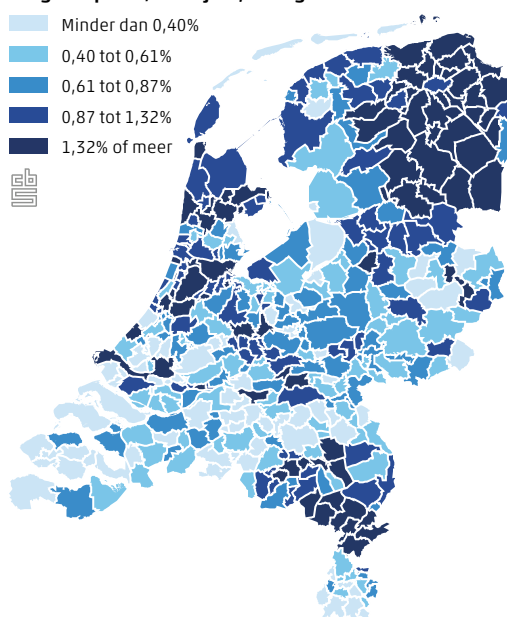 Minder dan 0,40%
0,40 tot 0,61%
0,61 tot 0,87%
0,87 tot 1,32%
1,32% of meer